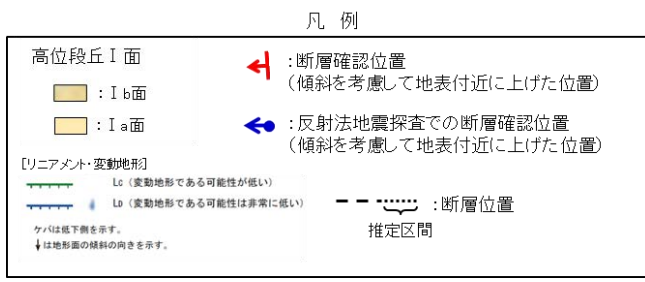 凡 例
高位段丘Ⅰ面
：Ⅰb面
：Ⅰa面
：断層確認位置
（傾斜を考慮して地表付近に上げた位置）
：反射法地震探査での断層確認位置
（傾斜を考慮して地表付近に上げた位置）
[リニアメント・変動地形]
Lc（変動地形である可能性が低い）
LD（変動地形である可能性は非常に低い）
ケバは低下側を示す。
↓は地形面の傾斜の向きを示す。
：断層位置
推定区間